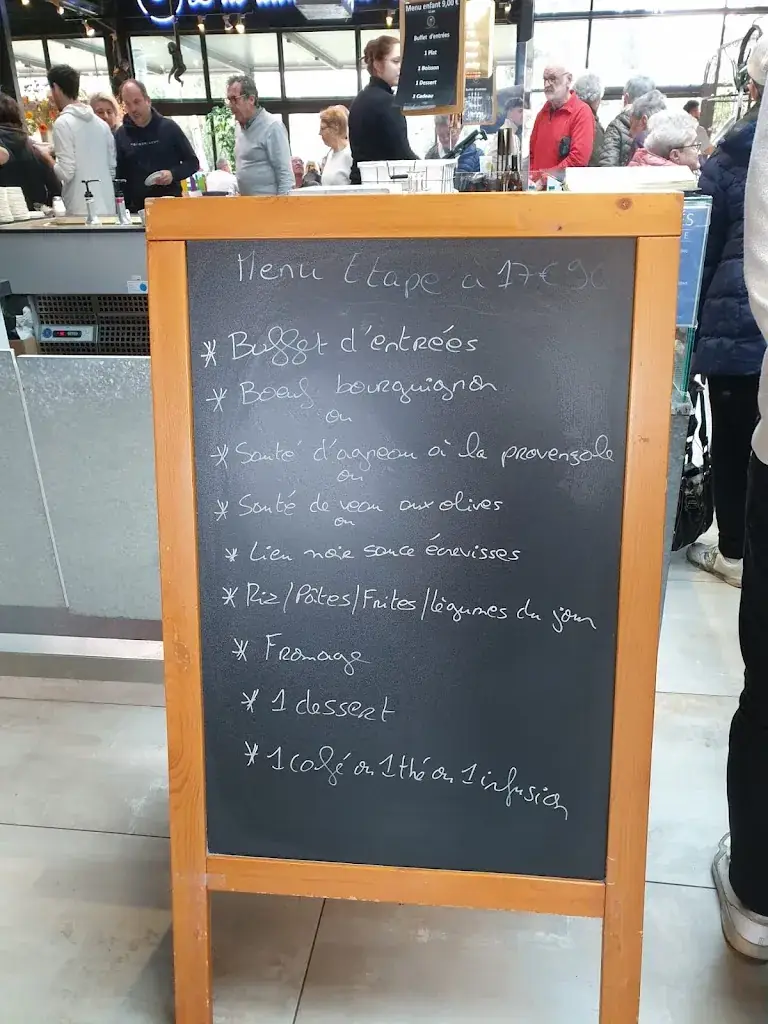 Menu enfant 9,00 €
Buffet d'entrées
1 Plat
1 Boisson
1 Dessert
1 Cadeau
Menu Etape à 17€90
* Buffet d'entrées
* Boeuf bourguignon
ou
* Sauté d'agneau à la provençale
ou
* Sauté de veau aux olives
ou
* Lieu noir sauce écrevisses
* Riz/Pâtes/Frites/légumes du jour
* Fromage
* 1 dessert
* 1 café ou 1 thé ou 1 infusion